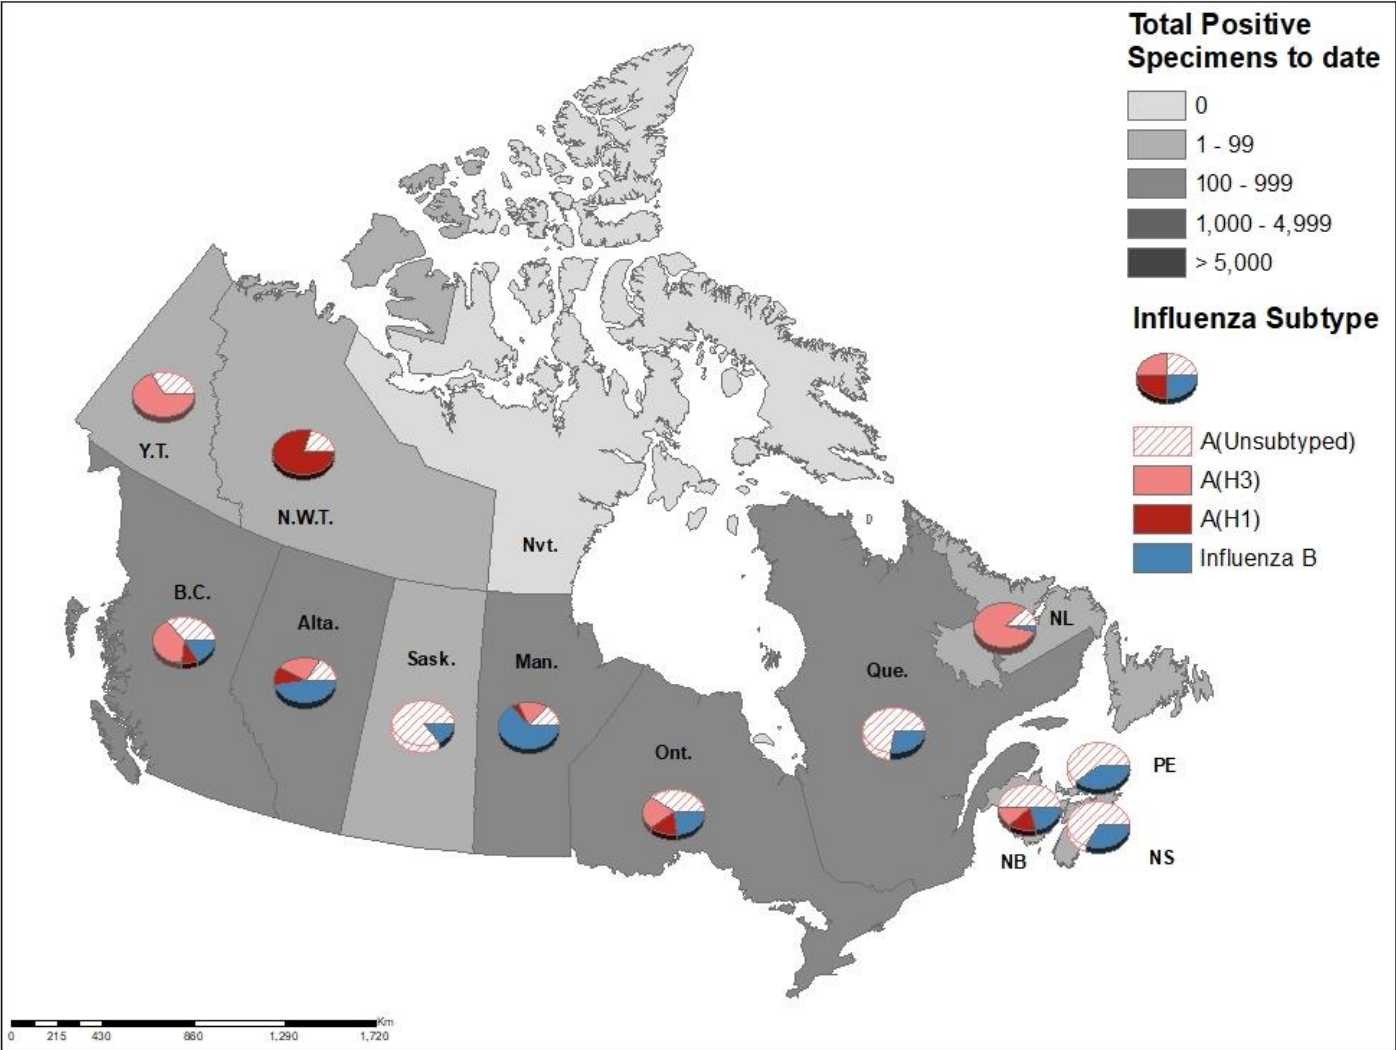 Total Positive
Specimens to date
0
1 - 99
100 - 999
1,000 - 4,999
> 5,000
Influenza Subtype
A(Unsubtyped)
A(H3)
A(H1)
Influenza B
Y.T.
N.W.T.
Nvt.
B.C.
Alta.
Sask.
Man.
Ont.
Que.
NL
PE
NB
NS
Km
0 215 430 860 1,290 1,720